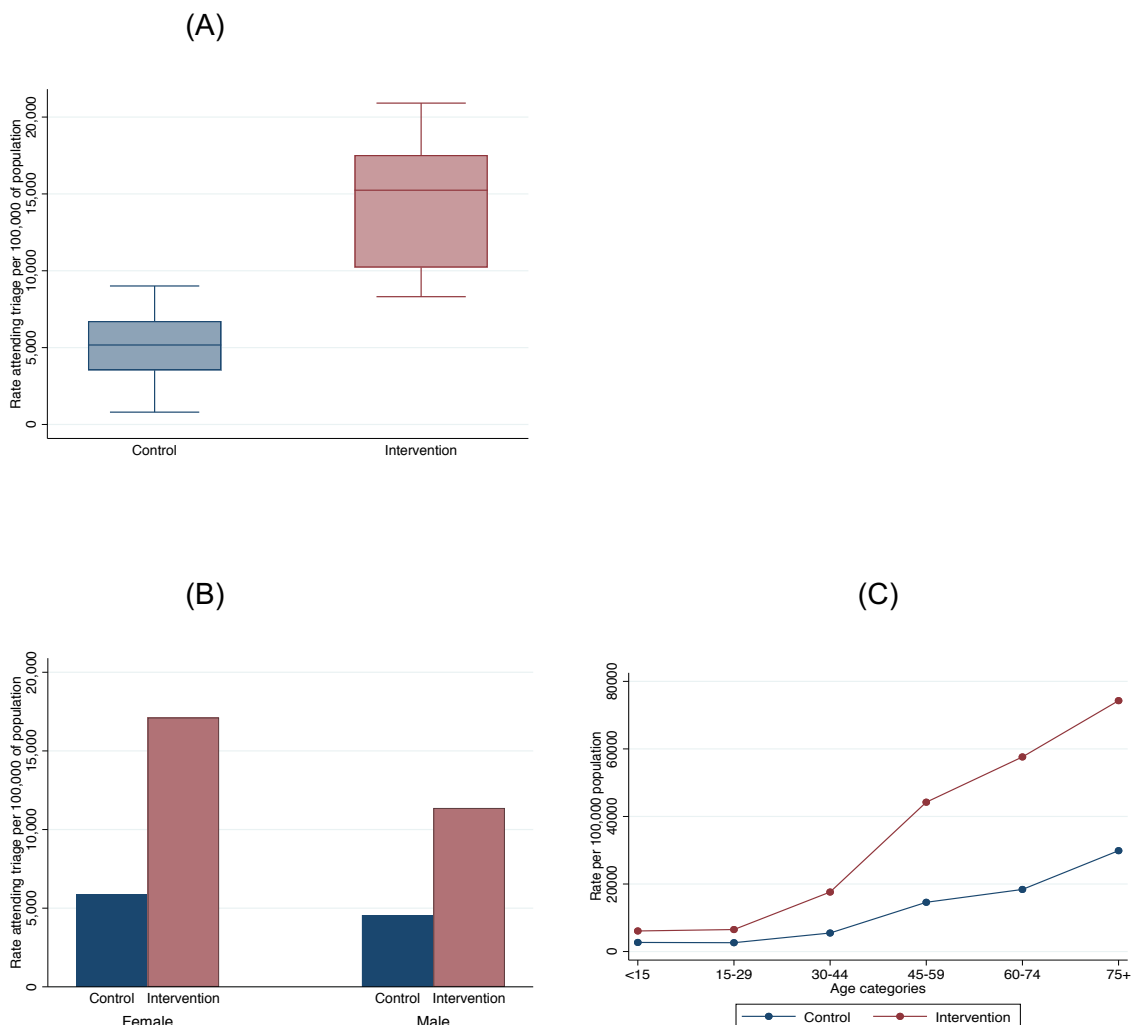 (A)
Rate attending triage per 100,000 of population
20,000
15,000
10,000
5,000
0
Control Intervention
(B)
Rate attending triage per 100,000 of population
20,000
15,000
10,000
5,000
0
Control Intervention Control Intervention
Female Male
(C)
Rate per 100,000 population
80000
60000
40000
20000
0
<15 15-29 30-44 45-59 60-74 75+
Age categories
Control Intervention